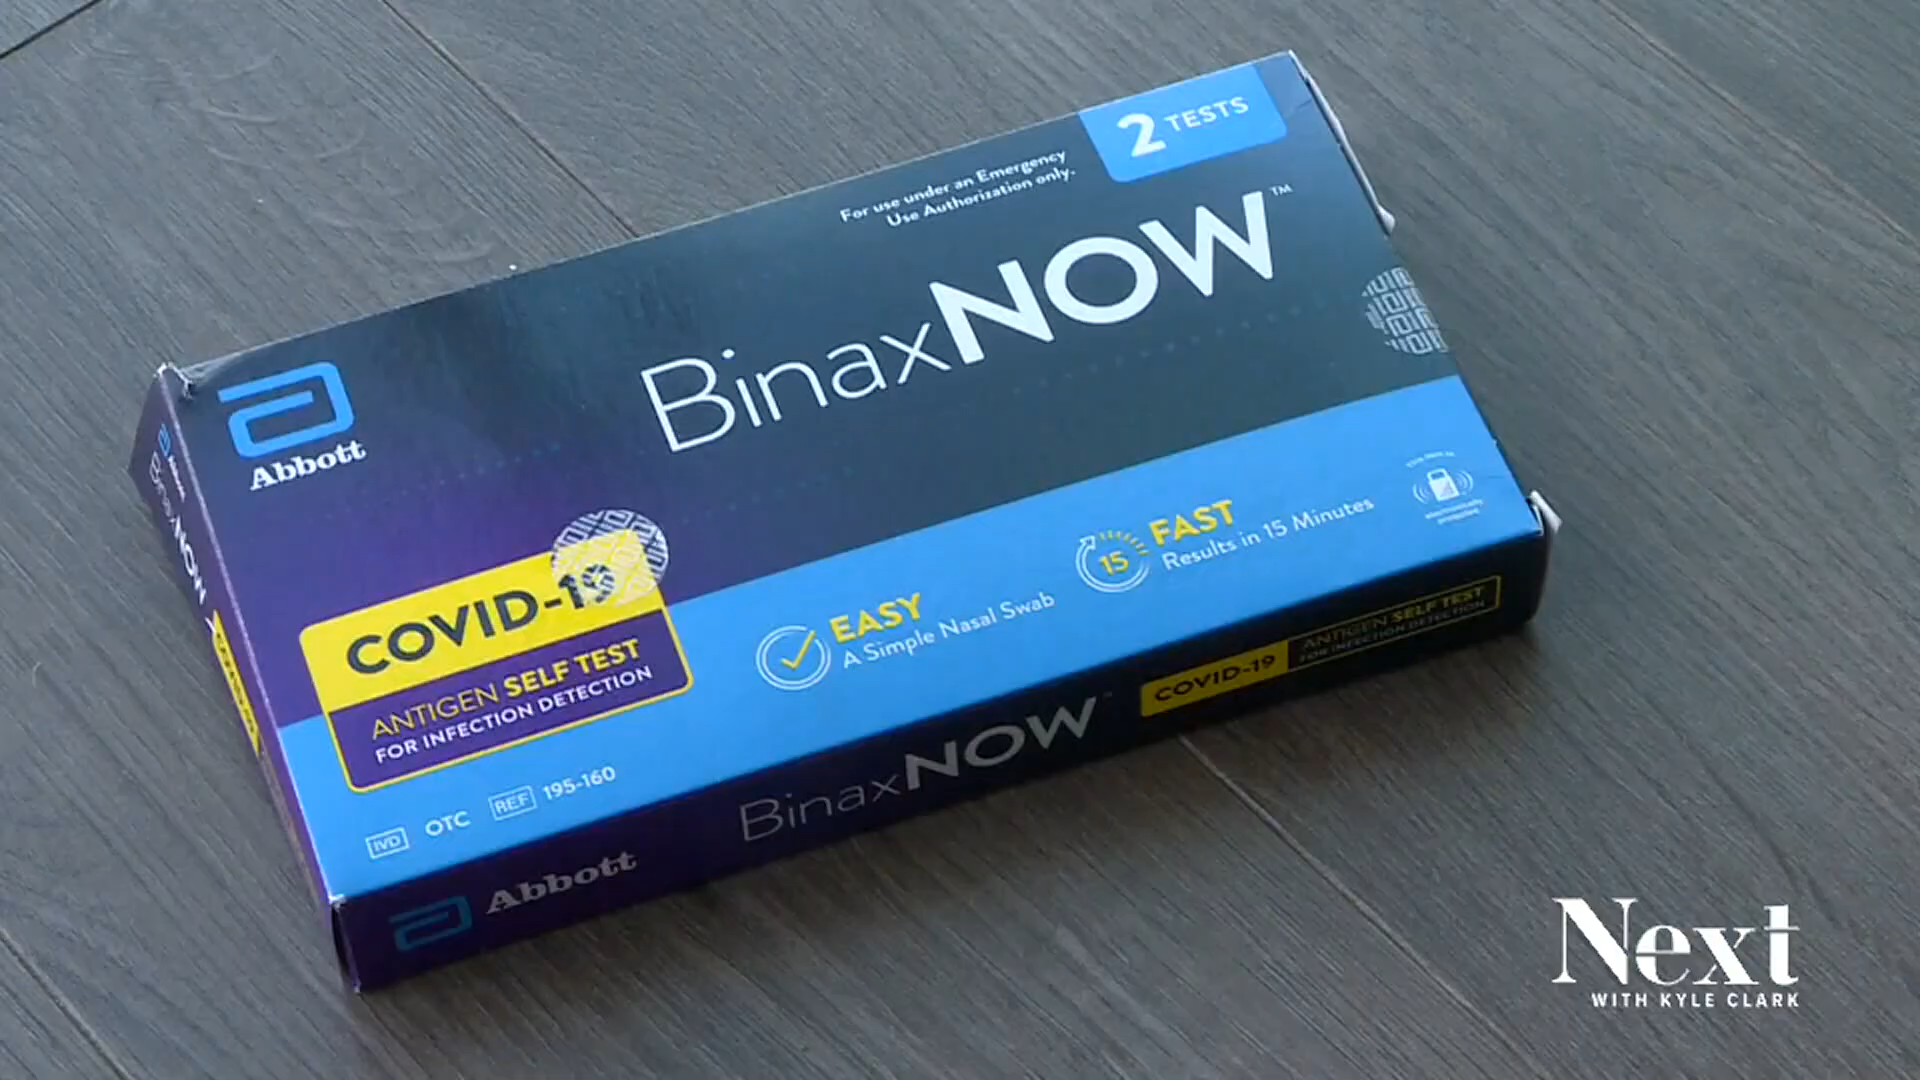 2 TESTS
For use under an Emergency
Use Authorization only.
BinaxNOW™
Abbott
COVID-19
ANTIGEN SELF TEST
FOR INFECTION DETECTION
EASY
A Simple Nasal Swab
15
FAST
Results in 15 Minutes
IVD OTC REF 195-160
Abbott
BinaxNOW
COVID-19
ANTIGEN SELF TEST
FOR INFECTION DETECTION
Abbott
BinaxNOW
Next
WITH KYLE CLARK